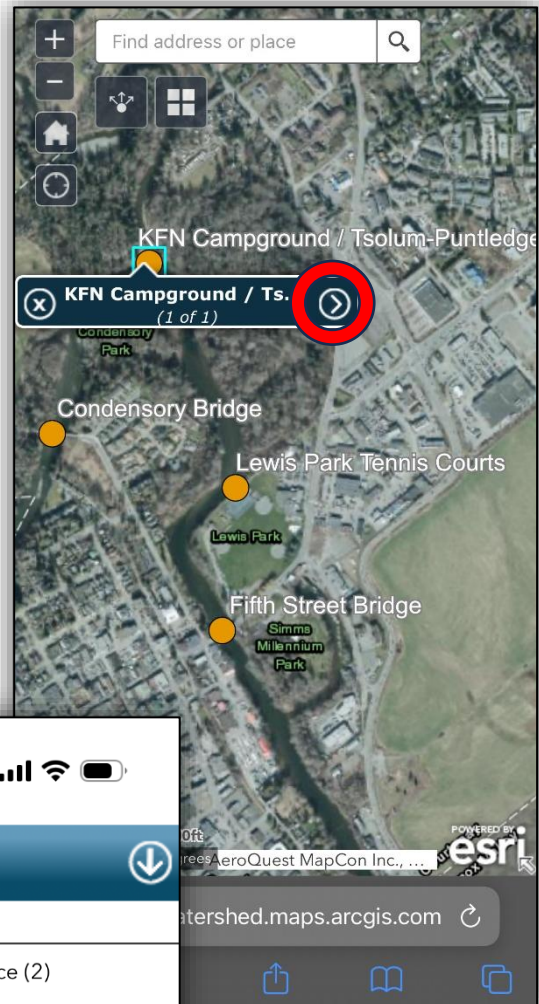 Find address or place
KFN Campground / Tsolum-Puntledge
KFN Campground / Ts..
(1 of 1)
Condensory
Park
Condensory Bridge
Lewis Park Tennis Courts
Lewis Park
Fifth Street Bridge
Simms
Millennium
Park
AeroQuest MapCon Inc., ...
POWERED BY
esri
atershed.maps.arcgis.com
ce (2)